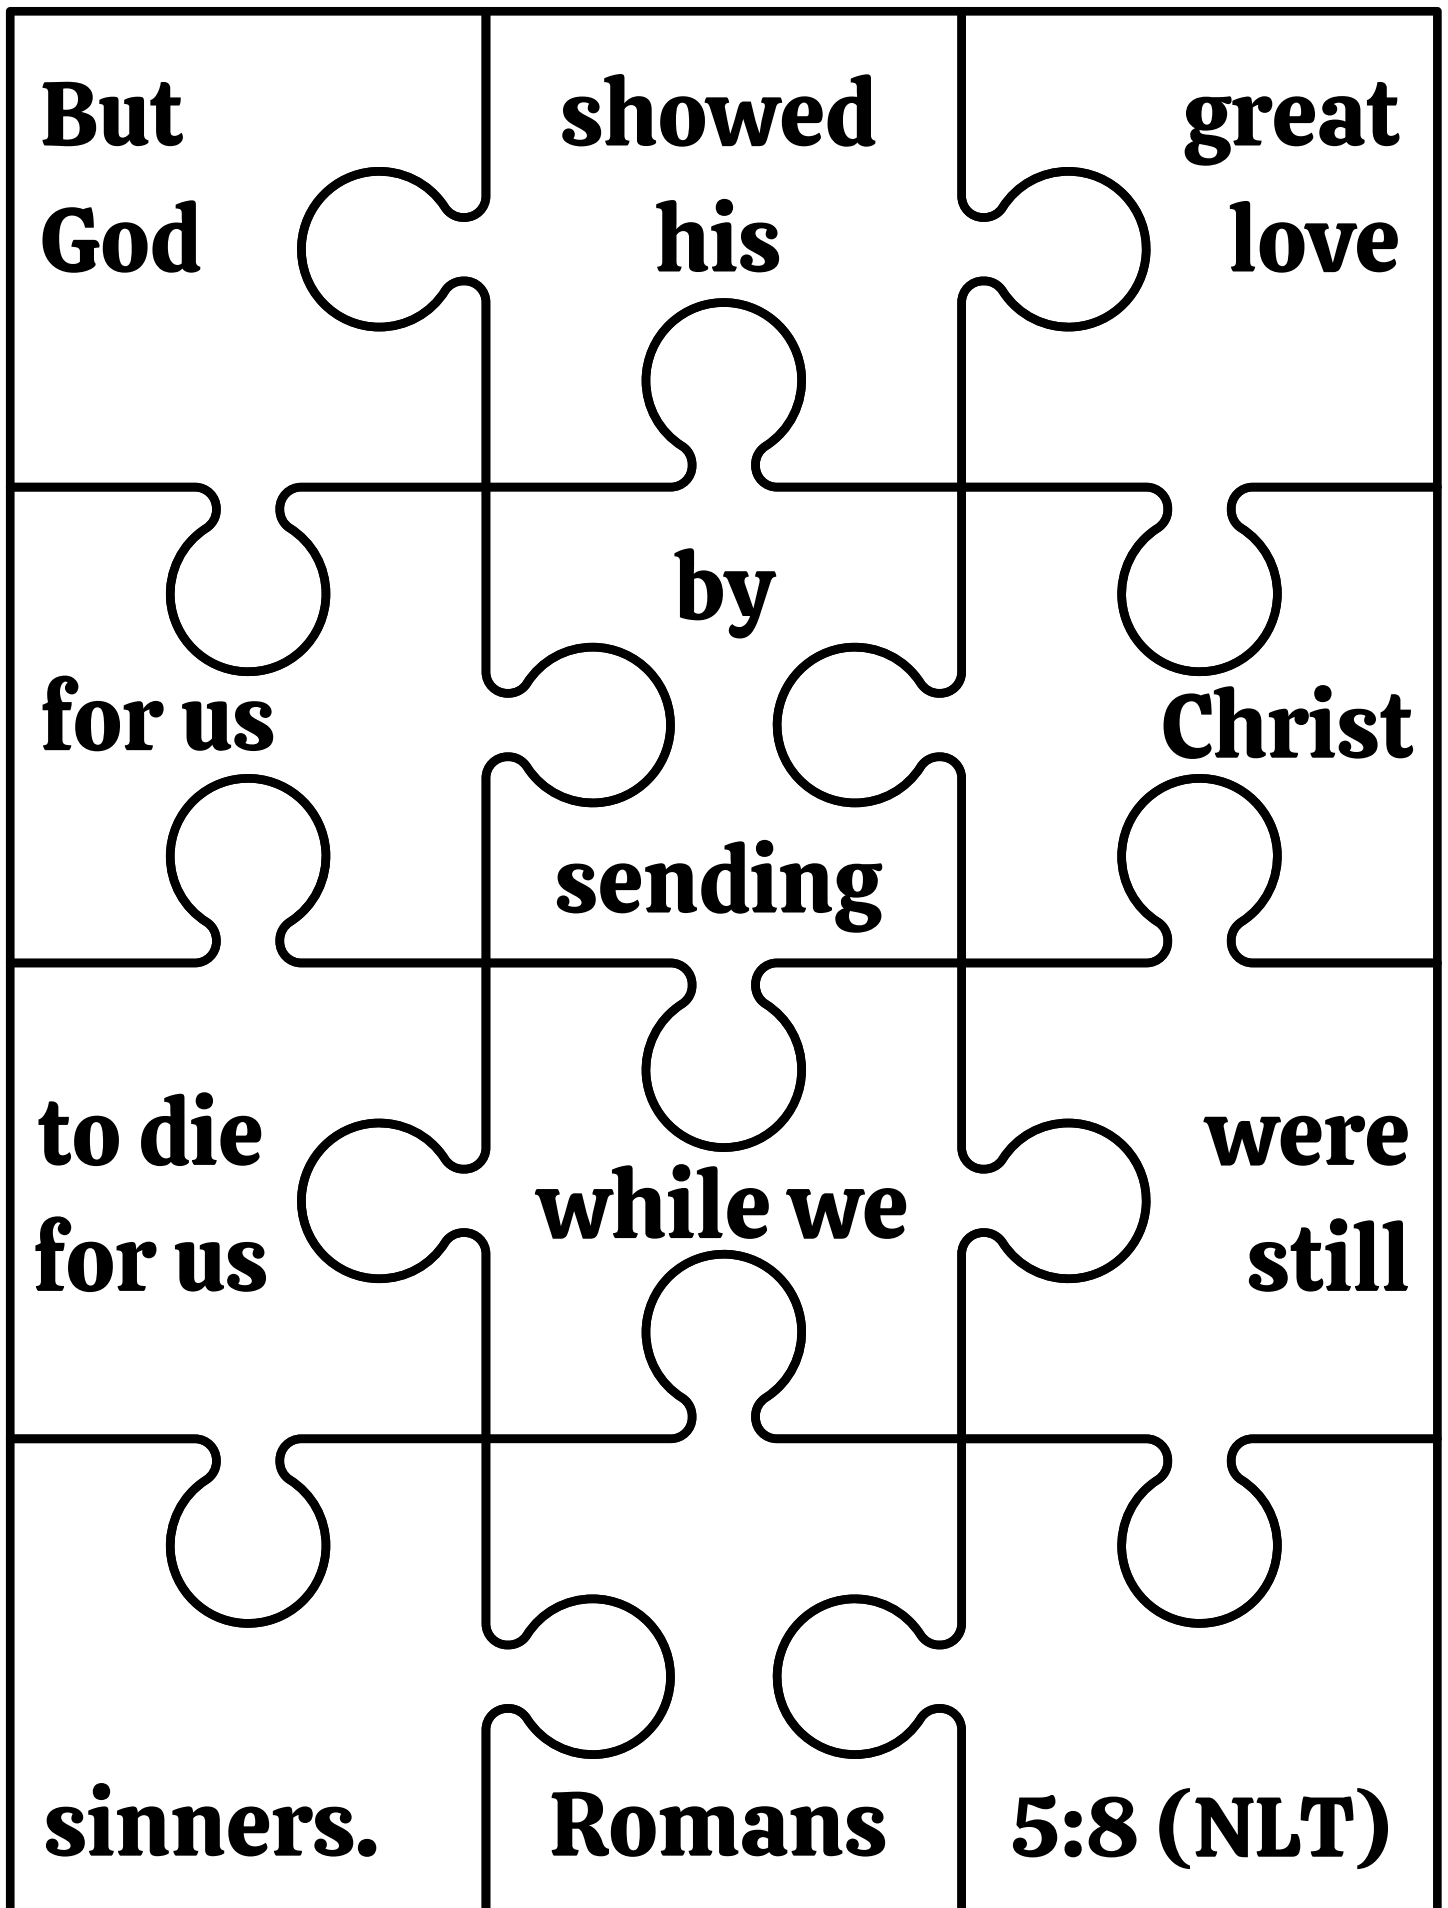 But
God
showed
his
great
love
for us
by
sending
Christ
to die
for us
while we
were
still
sinners.
Romans
5:8 (NLT)